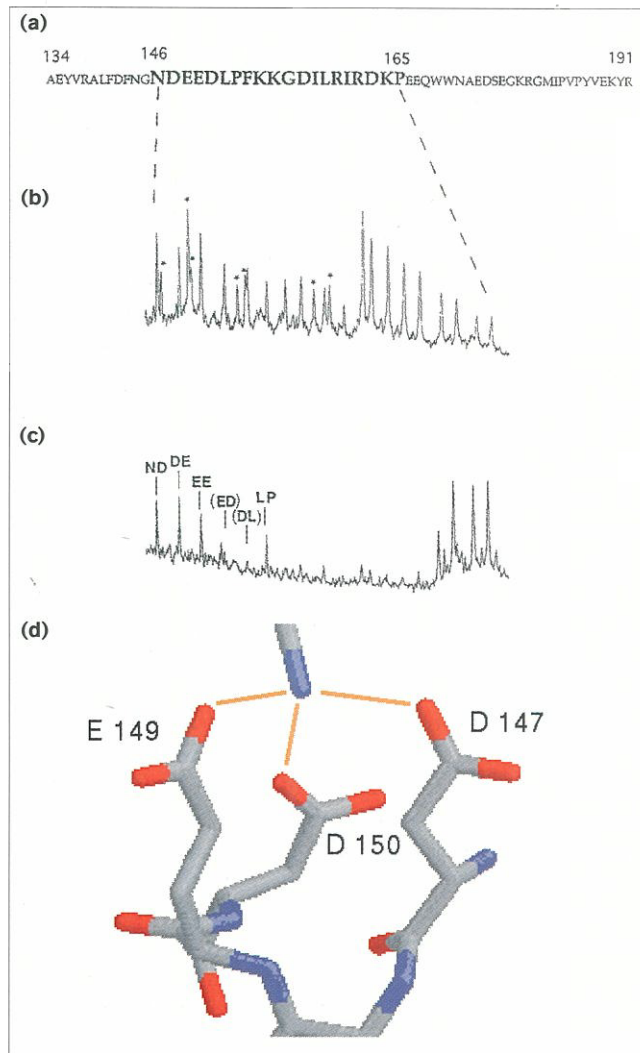 (a)
134 146 165 191
AEYVRALFDFNGNDEEDLPFKKGDILRIRDKPEEQWWNAEDSEGKRGMIPVPYVEKYR
(b)
* * * * * * *
(c)
ND DE EE (ED) (DL) LP
(d)
E 149 D 147
D 150